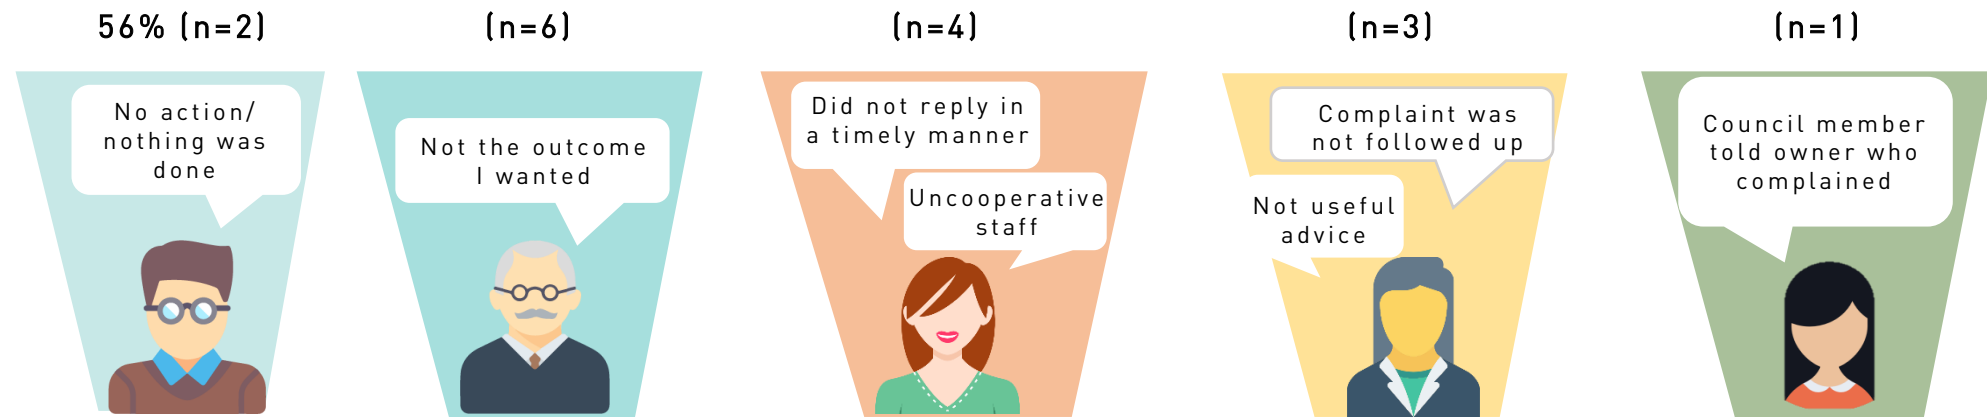 56% (n=2)
(n=6)
(n=4)
(n=3)
(n=1)
No action/
nothing was
done
Not the outcome
I wanted
Did not reply in
a timely manner
Uncooperative
staff
Complaint was
not followed up
Not useful
advice
Council member
told owner who
complained